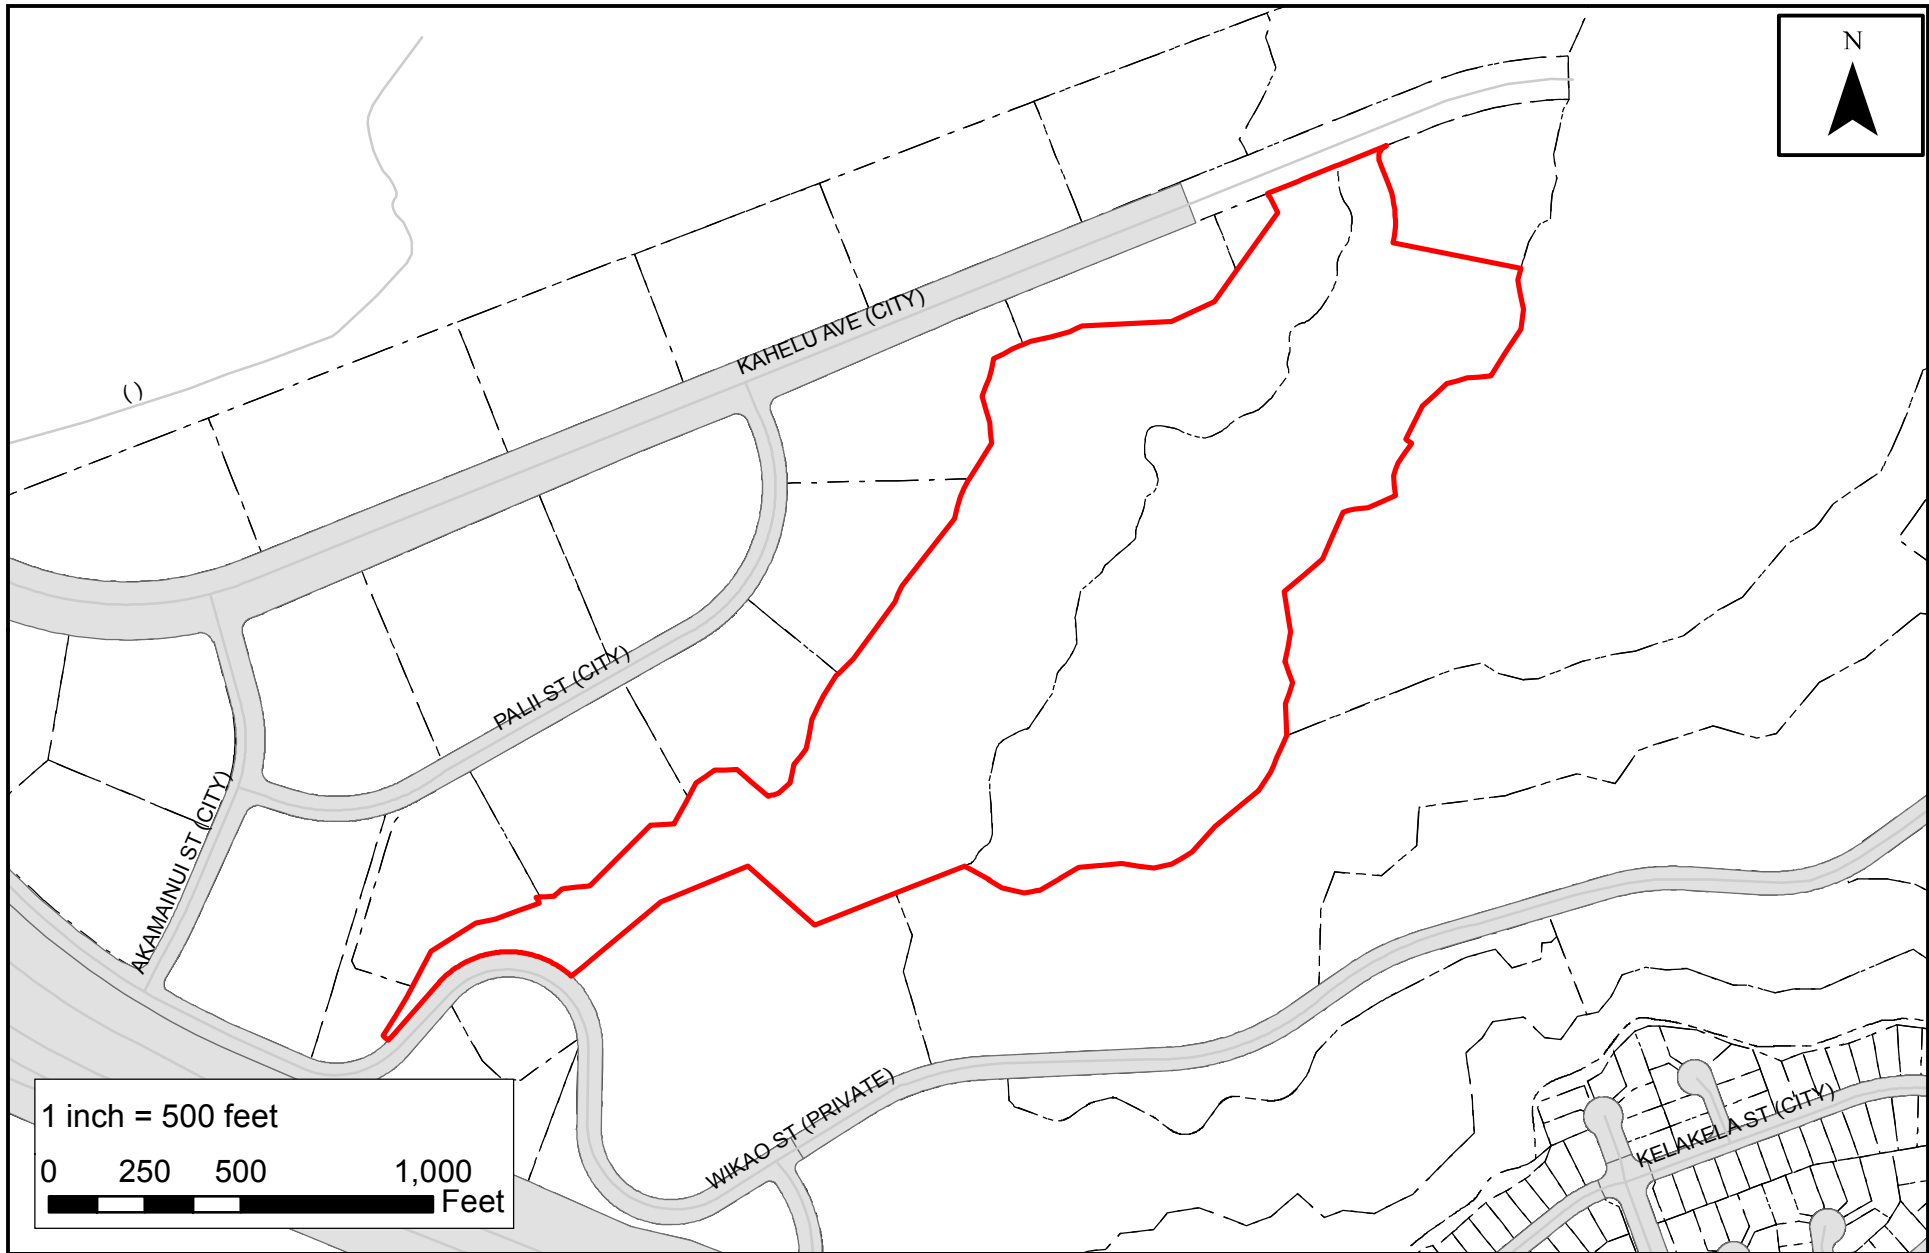 N
( )
KAHELU AVE (CITY)
PALII ST (CITY)
AKAMAINUI ST (CITY)
WIKAO ST (PRIVATE)
KELAKELA ST (CITY)
1 inch = 500 feet
0 250 500 1,000
Feet